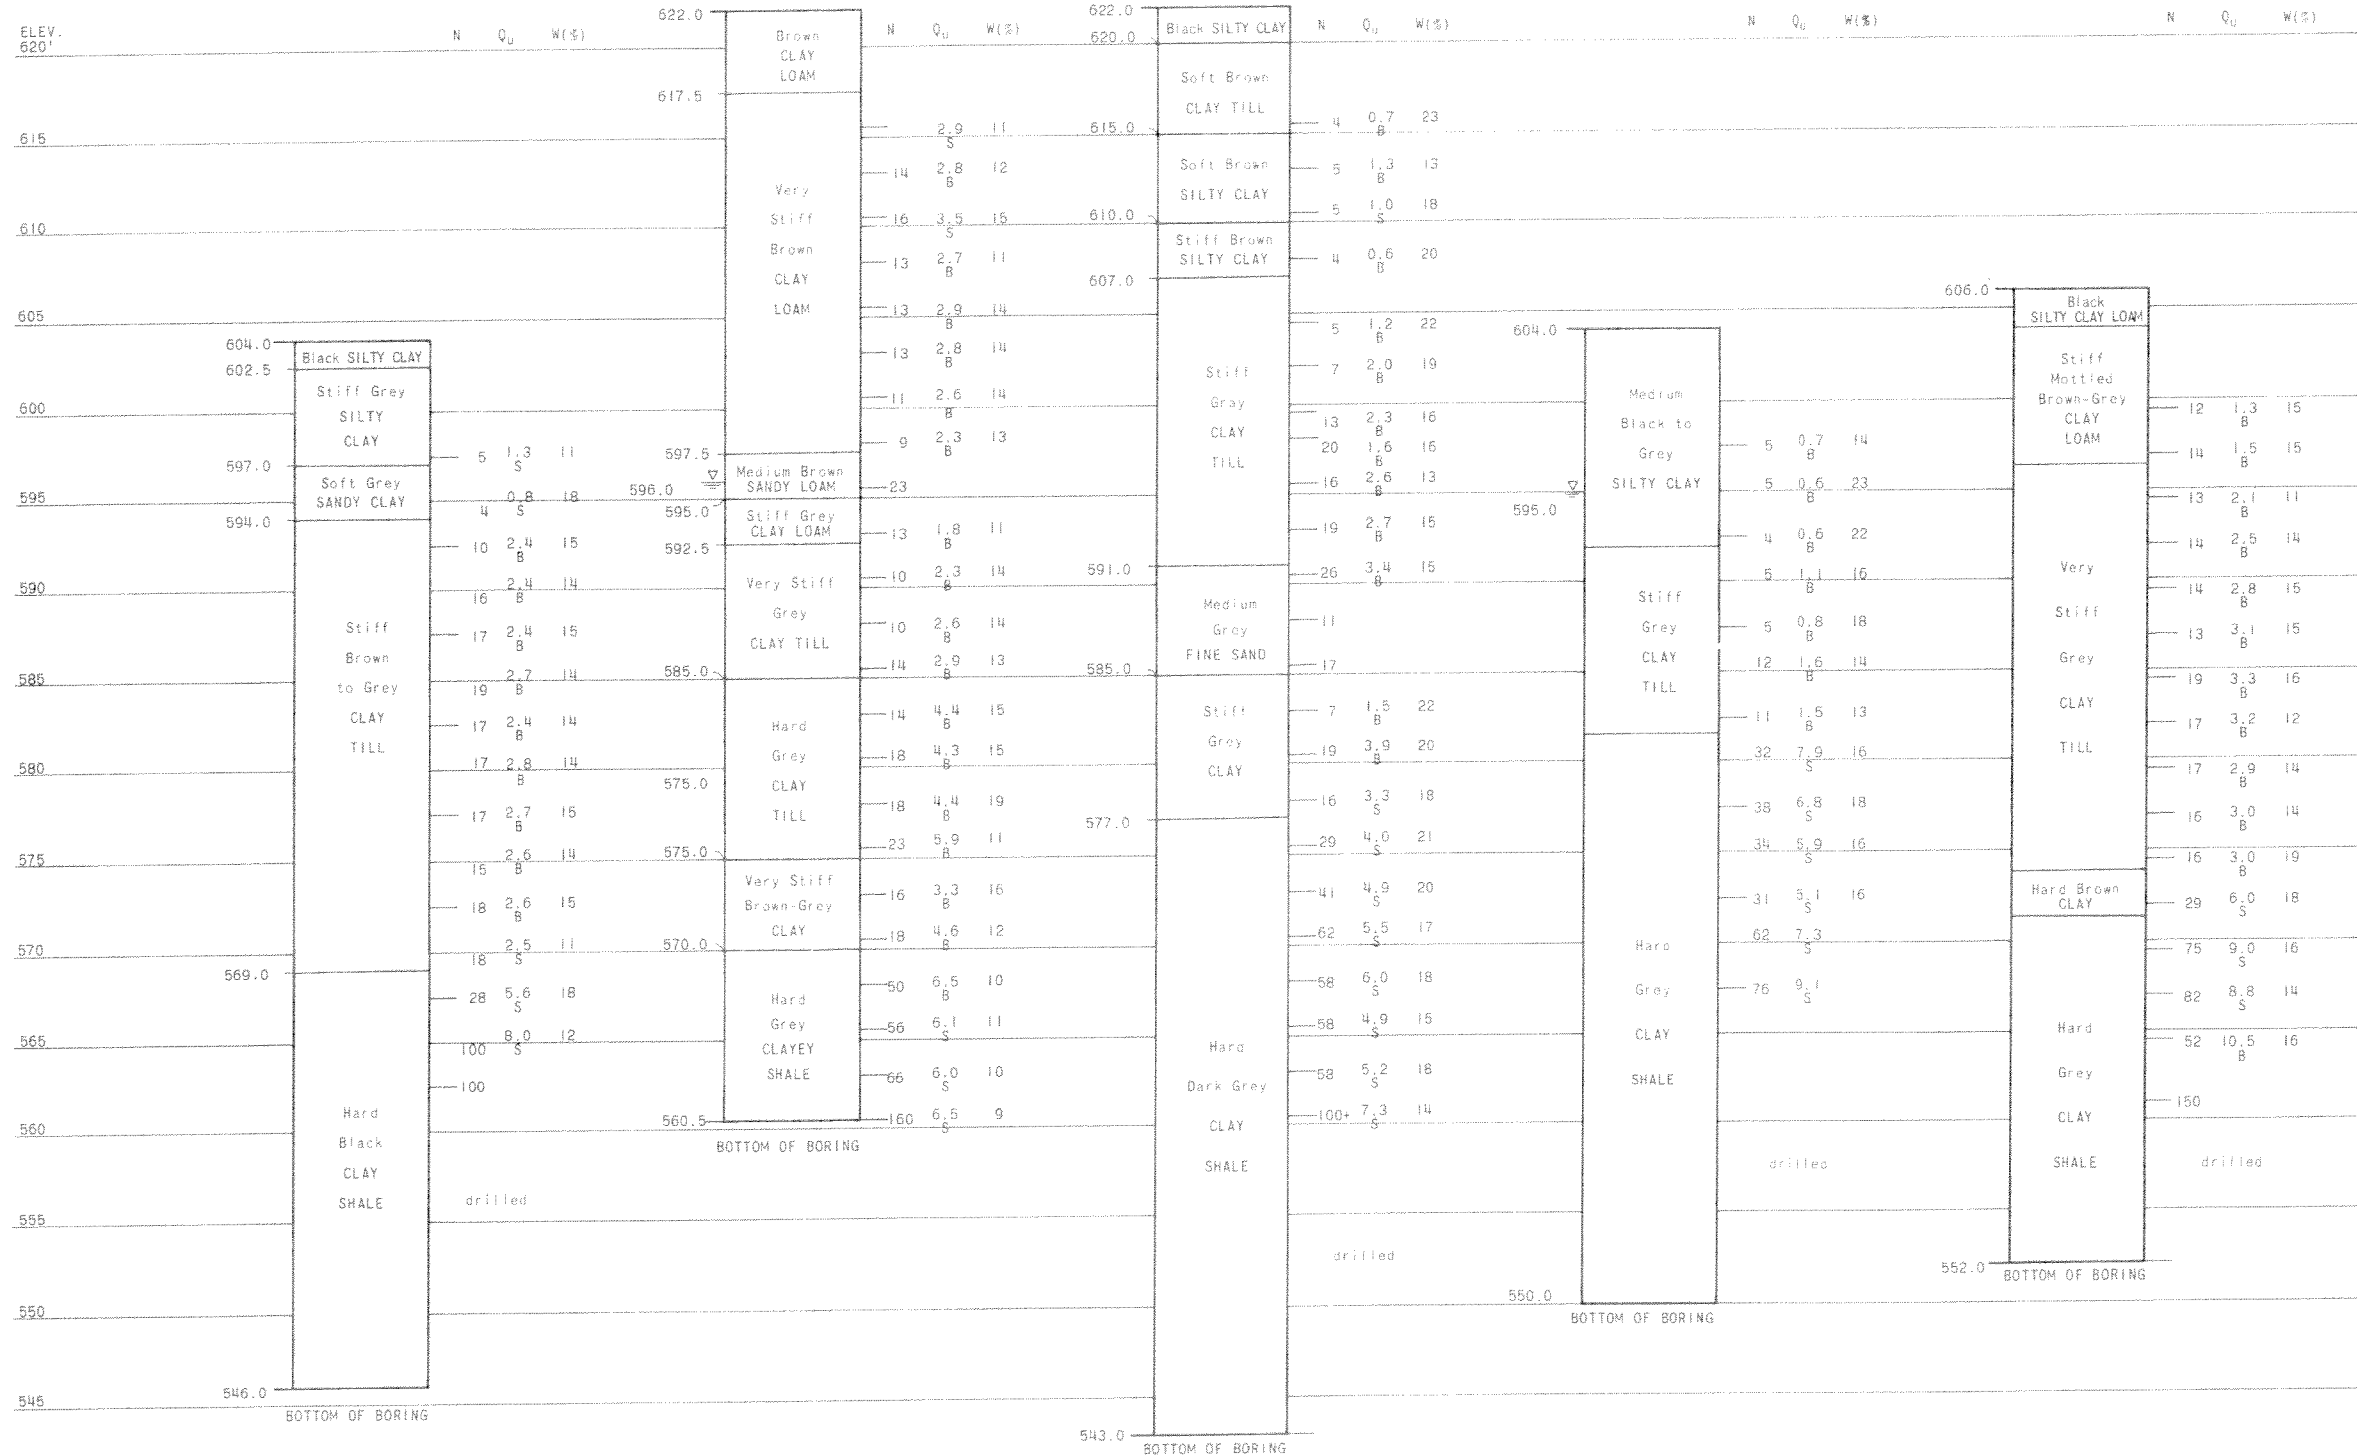 ELEV.
620'
615
610
605
600
595
590
585
580
575
570
565
560
555
550
545
N Qu W(%)
604.0
602.5
597.0
594.0
569.0
546.0
Black SILTY CLAY
Stiff Grey
SILTY
CLAY
Soft Grey
SANDY CLAY
Stiff
Brown
to Grey
CLAY
TILL
Hard
Black
CLAY
SHALE
BOTTOM OF BORING
5 1.3 S 11
4 0.8 S 18
10 2.4 B 15
16 2.4 B 14
17 2.4 B 15
19 2.7 B 14
17 2.4 B 14
17 2.8 B 14
17 2.7 B 15
15 2.6 B 14
18 2.6 B 15
18 2.5 S 11
28 5.6 S 18
100 8.0 S 12
100
drilled
622.0
617.5
597.5
596.0
595.0
592.5
585.0
575.0
575.0
570.0
560.5
Brown
CLAY
LOAM
Very
Stiff
Brown
CLAY
LOAM
Medium Brown
SANDY LOAM
Stiff Grey
CLAY LOAM
Very Stiff
Grey
CLAY TILL
Hard
Grey
CLAY
TILL
Very Stiff
Brown-Grey
CLAY
Hard
Grey
CLAYEY
SHALE
BOTTOM OF BORING
N Qu W(%)
2.9 S 11
14 2.8 B 12
16 3.5 S 15
13 2.7 B 11
13 2.9 B 14
13 2.8 B 14
11 2.6 B 14
9 2.3 B 13
23
13 1.8 B 11
10 2.3 B 14
10 2.6 B 14
14 2.9 B 13
14 4.4 B 15
18 4.3 B 15
18 4.4 B 19
23 5.9 B 11
16 3.3 B 16
18 4.6 B 12
50 6.5 B 10
56 6.1 S 11
66 6.0 S 10
160 6.5 S 9
622.0
620.0
615.0
610.0
607.0
591.0
585.0
577.0
543.0
Black SILTY CLAY
Soft Brown
CLAY TILL
Soft Brown
SILTY CLAY
Stiff Brown
SILTY CLAY
Stiff
Gray
CLAY
TILL
Medium
Grey
FINE SAND
Stiff
Grey
CLAY
Hard
Dark Grey
CLAY
SHALE
BOTTOM OF BORING
N Qu W(%)
4 0.7 B 23
5 1.3 B 13
5 1.0 S 18
4 0.6 B 20
5 1.2 B 22
7 2.0 B 19
13 2.3 B 16
20 1.6 B 16
16 2.6 B 13
19 2.7 B 15
26 3.4 B 15
11
17
7 1.5 B 22
19 3.9 B 20
16 3.3 S 18
29 4.0 S 21
41 4.9 S 20
62 5.5 S 17
58 6.0 S 18
58 4.9 S 15
58 5.2 S 18
100+ 7.3 S 14
drilled
604.0
595.0
550.0
Medium
Black to
Grey
SILTY CLAY
Stiff
Grey
CLAY
TILL
Hard
Grey
CLAY
SHALE
BOTTOM OF BORING
N Qu W(%)
5 0.7 B 14
5 0.6 B 23
4 0.6 B 22
5 1.1 B 16
5 0.8 B 18
12 1.6 B 14
11 1.5 B 13
32 7.9 S 16
38 6.8 S 18
34 5.9 S 16
31 5.1 S 16
62 7.3 S
76 9.1 S
drilled
606.0
552.0
Black
SILTY CLAY LOAM
Stiff
Mottled
Brown-Grey
CLAY
LOAM
Very
Stiff
Grey
CLAY
TILL
Hard Brown
CLAY
Hard
Grey
CLAY
SHALE
BOTTOM OF BORING
N Qu W(%)
12 1.3 B 15
14 1.5 B 15
13 2.1 B 11
14 2.5 B 14
14 2.8 B 15
13 3.1 B 15
19 3.3 B 16
17 3.2 B 12
17 2.9 B 14
16 3.0 B 14
16 3.0 B 19
29 6.0 S 18
75 9.0 S 16
82 8.8 S 14
52 10.5 B 16
150
drilled